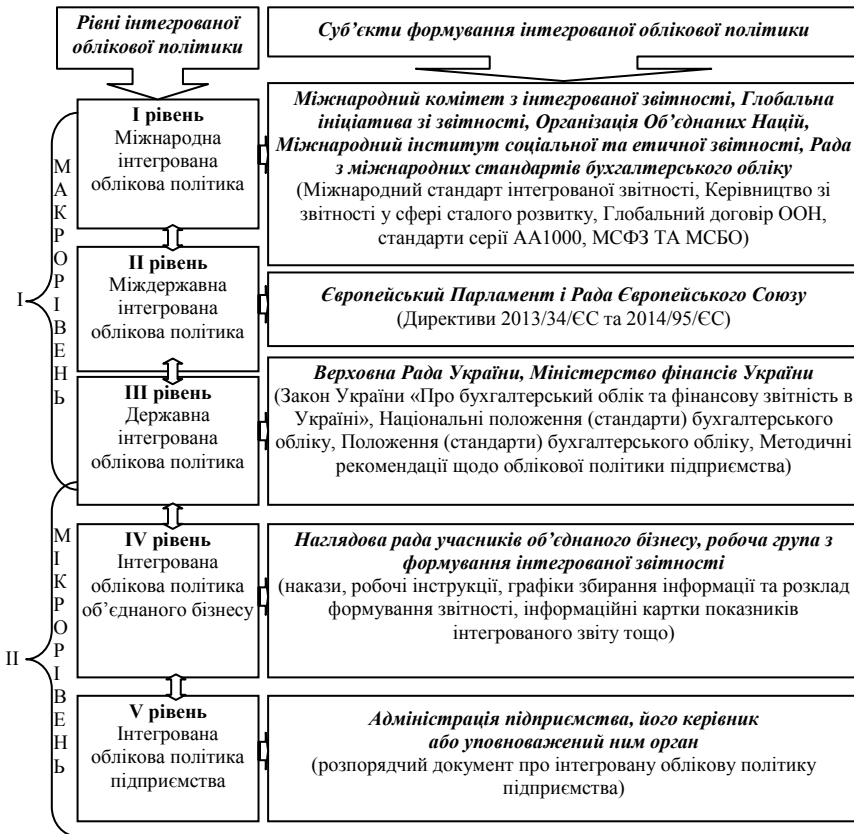 Рівні інтегрованої
облікової політики
Суб’єкти формування інтегрованої облікової політики
І
МАКРОРІВЕНЬ
І рівень
Міжнародна
інтегрована
облікова політика
Міжнародний комітет з інтегрованої звітності, Глобальна
ініціатива зі звітності, Організація Об’єднаних Націй,
Міжнародний інститут соціальної та етичної звітності, Рада
з міжнародних стандартів бухгалтерського обліку
(Міжнародний стандарт інтегрованої звітності, Керівництво зі
звітності у сфері сталого розвитку, Глобальний договір ООН,
стандарти серії АА1000, МСФЗ ТА МСБО)
ІІ рівень
Міждержавна
інтегрована
облікова політика
Європейський Парламент і Рада Європейського Союзу
(Директиви 2013/34/ЄС та 2014/95/ЄС)
ІІІ рівень
Державна
інтегрована
облікова політика
Верховна Рада України, Міністерство фінансів України
(Закон України «Про бухгалтерський облік та фінансову звітність в
Україні», Національні положення (стандарти) бухгалтерського
обліку, Положення (стандарти) бухгалтерського обліку, Методичні
рекомендації щодо облікової політики підприємства)
ІІ
МІКРОРІВЕНЬ
IV рівень
Інтегрована
облікова політика
об’єднаного бізнесу
Наглядова рада учасників об’єднаного бізнесу, робоча група з
формування інтегрованої звітності
(накази, робочі інструкції, графіки збирання інформації та розклад
формування звітності, інформаційні картки показників
інтегрованого звіту тощо)
V рівень
Інтегрована
облікова політика
підприємства
Адміністрація підприємства, його керівник
або уповноважений ним орган
(розпорядчий документ про інтегровану облікову політику
підприємства)